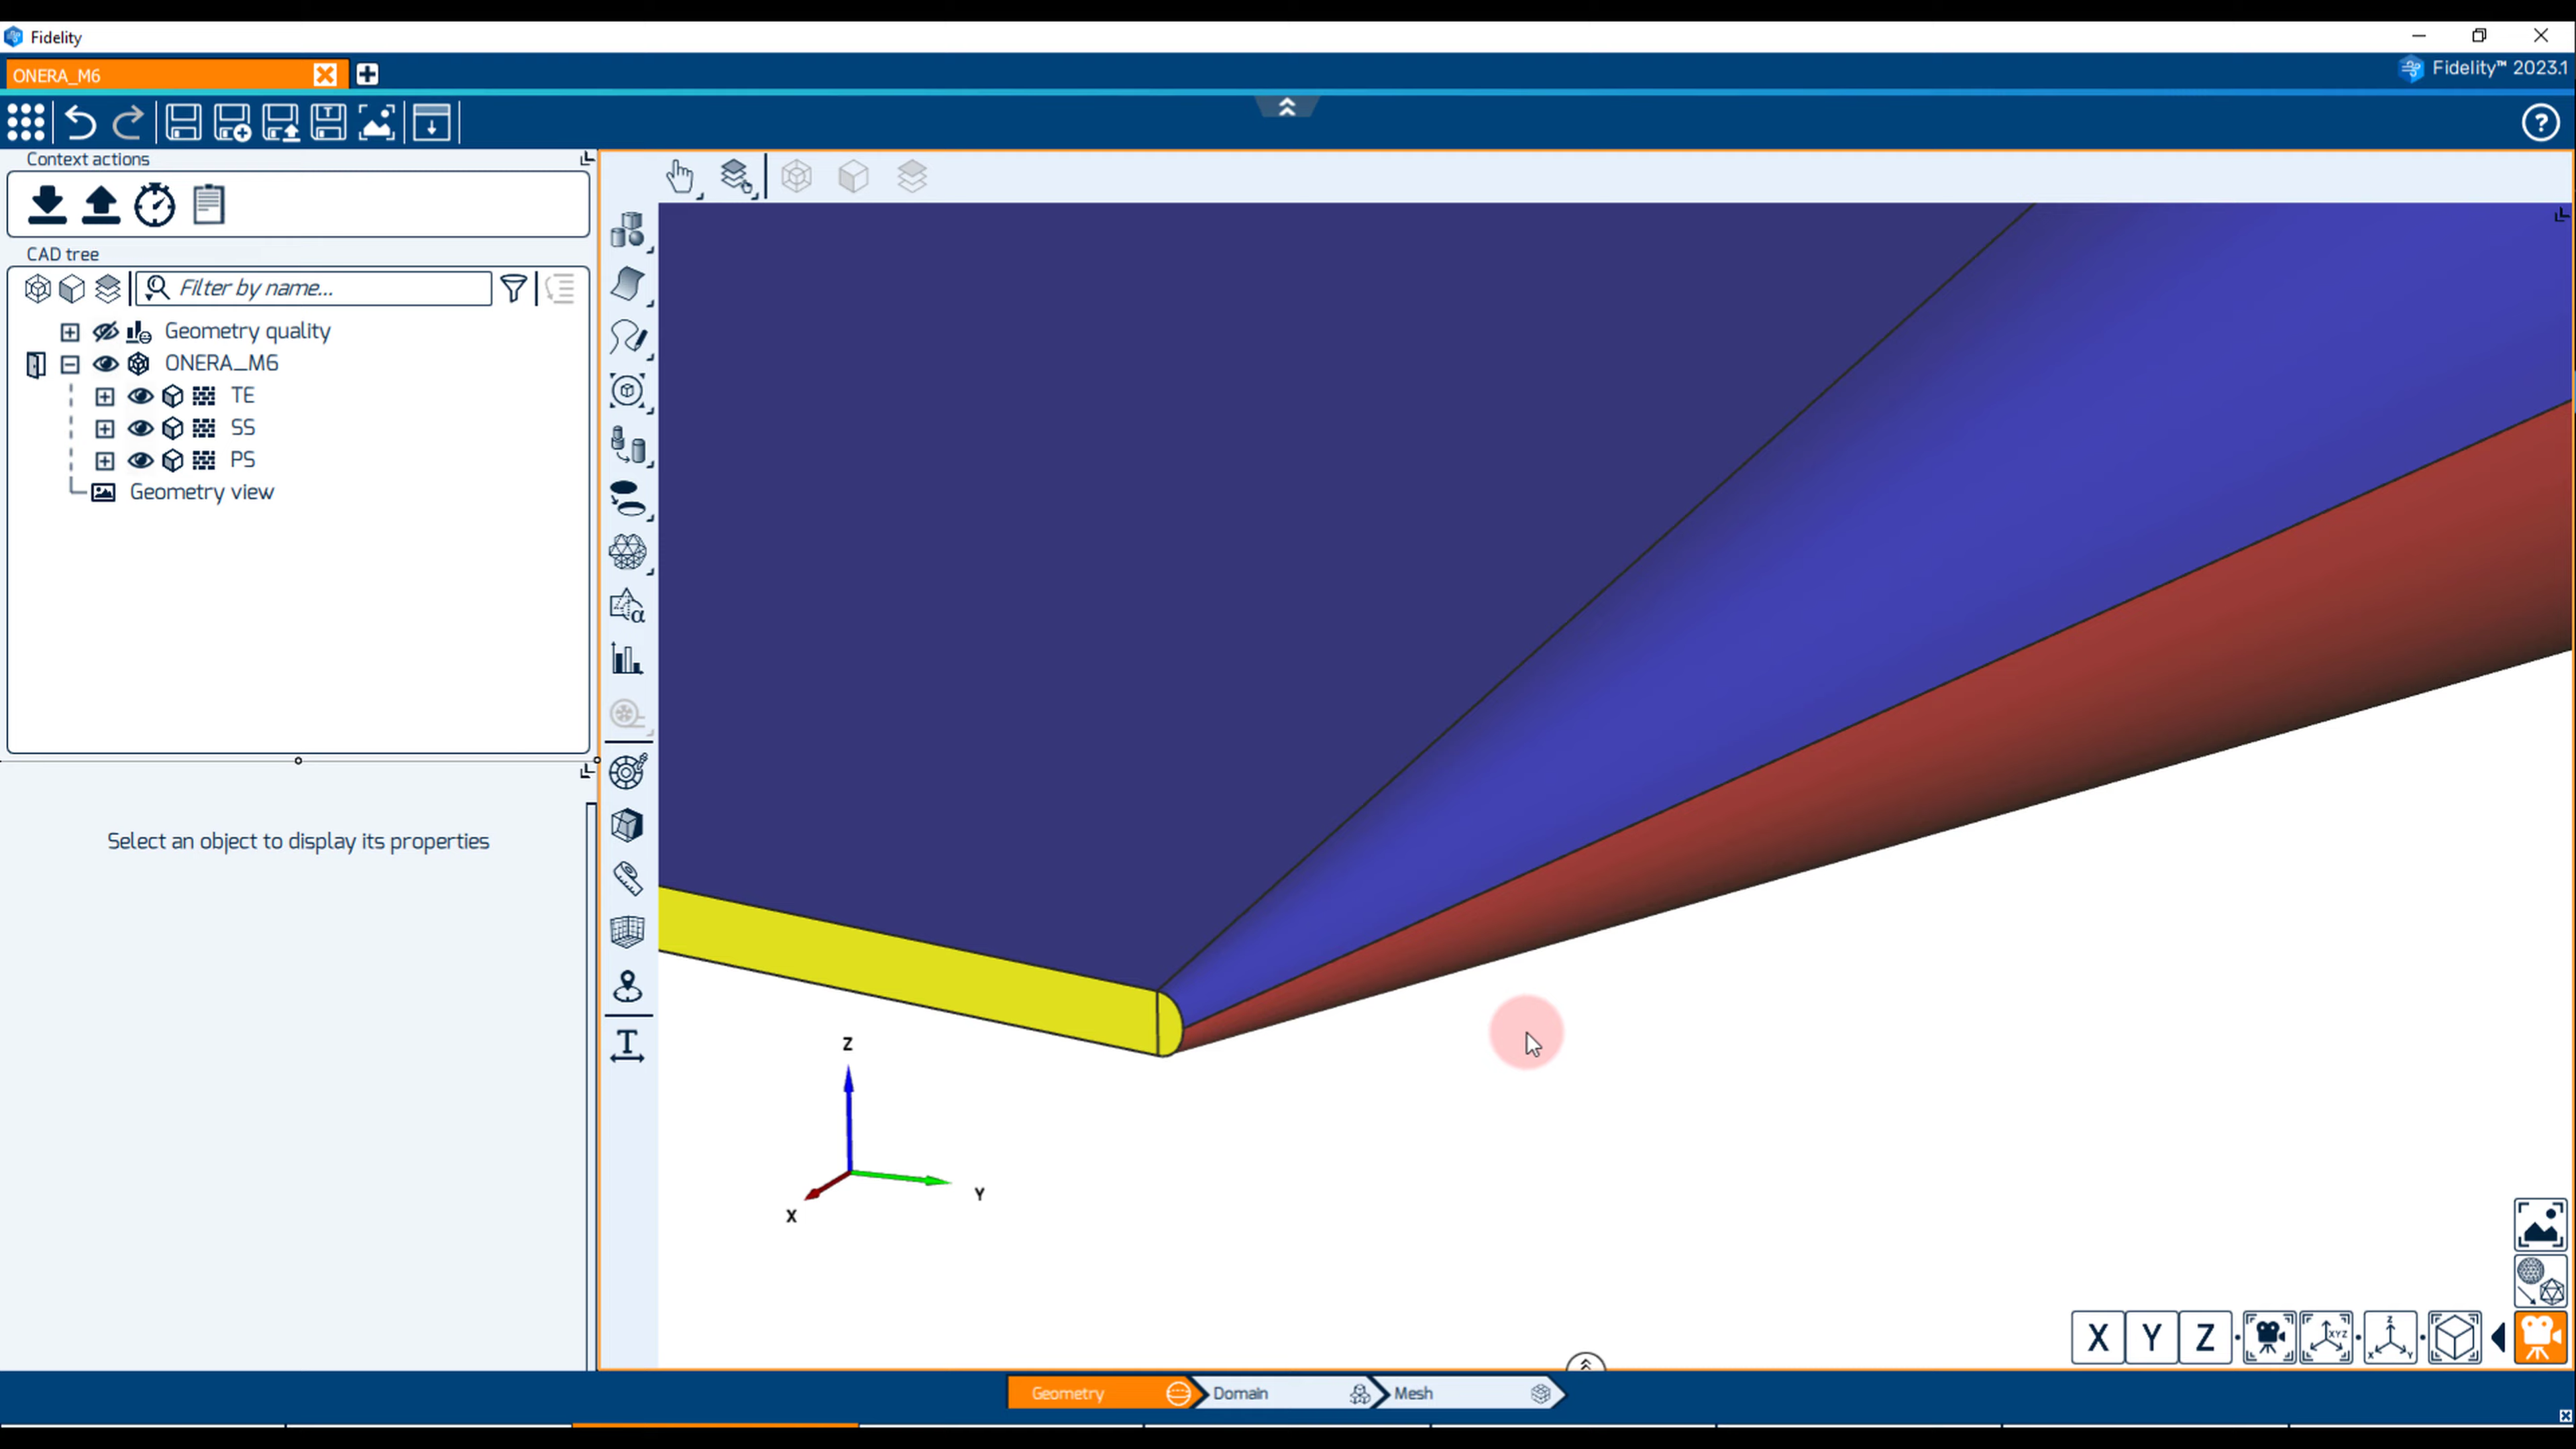 Fidelity
ONERA_M6
Fidelity™ 2023.1
Context actions
CAD tree
Filter by name...
Geometry quality
ONERA_M6
TE
SS
PS
Geometry view
Select an object to display its properties
Z
Y
X
X Y Z
Geometry
Domain
Mesh